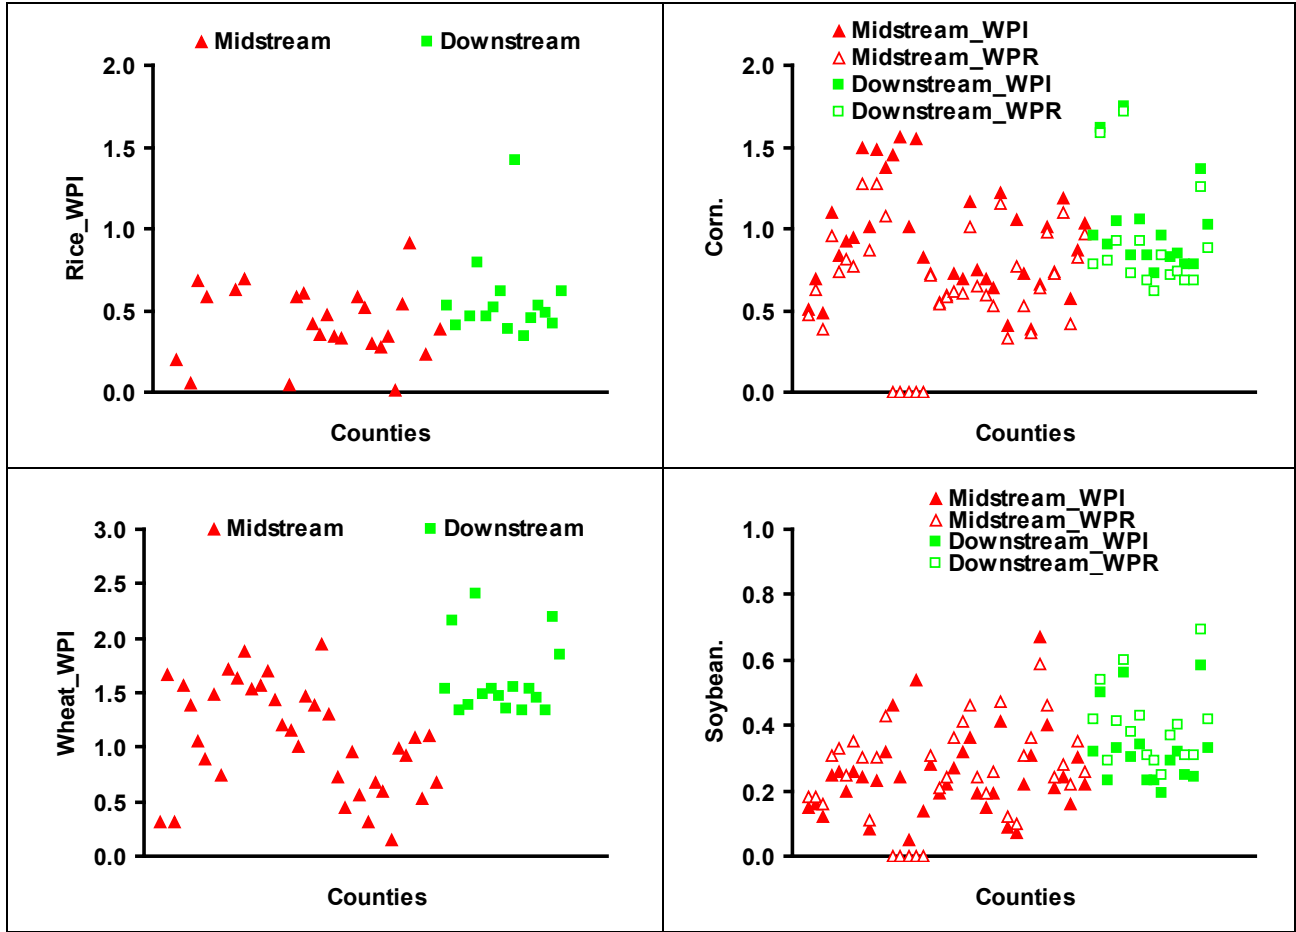 Midstream Downstream
2.0
1.5
1.0
0.5
0.0
Rice_WPI
Counties
Midstream_WPI
Midstream_WPR
Downstream_WPI
Downstream_WPR
2.0
1.5
1.0
0.5
0.0
Corn.
Counties
Midstream Downstream
3.0
2.5
2.0
1.5
1.0
0.5
0.0
Wheat_WPI
Counties
Midstream_WPI
Midstream_WPR
Downstream_WPI
Downstream_WPR
1.0
0.8
0.6
0.4
0.2
0.0
Soybean.
Counties